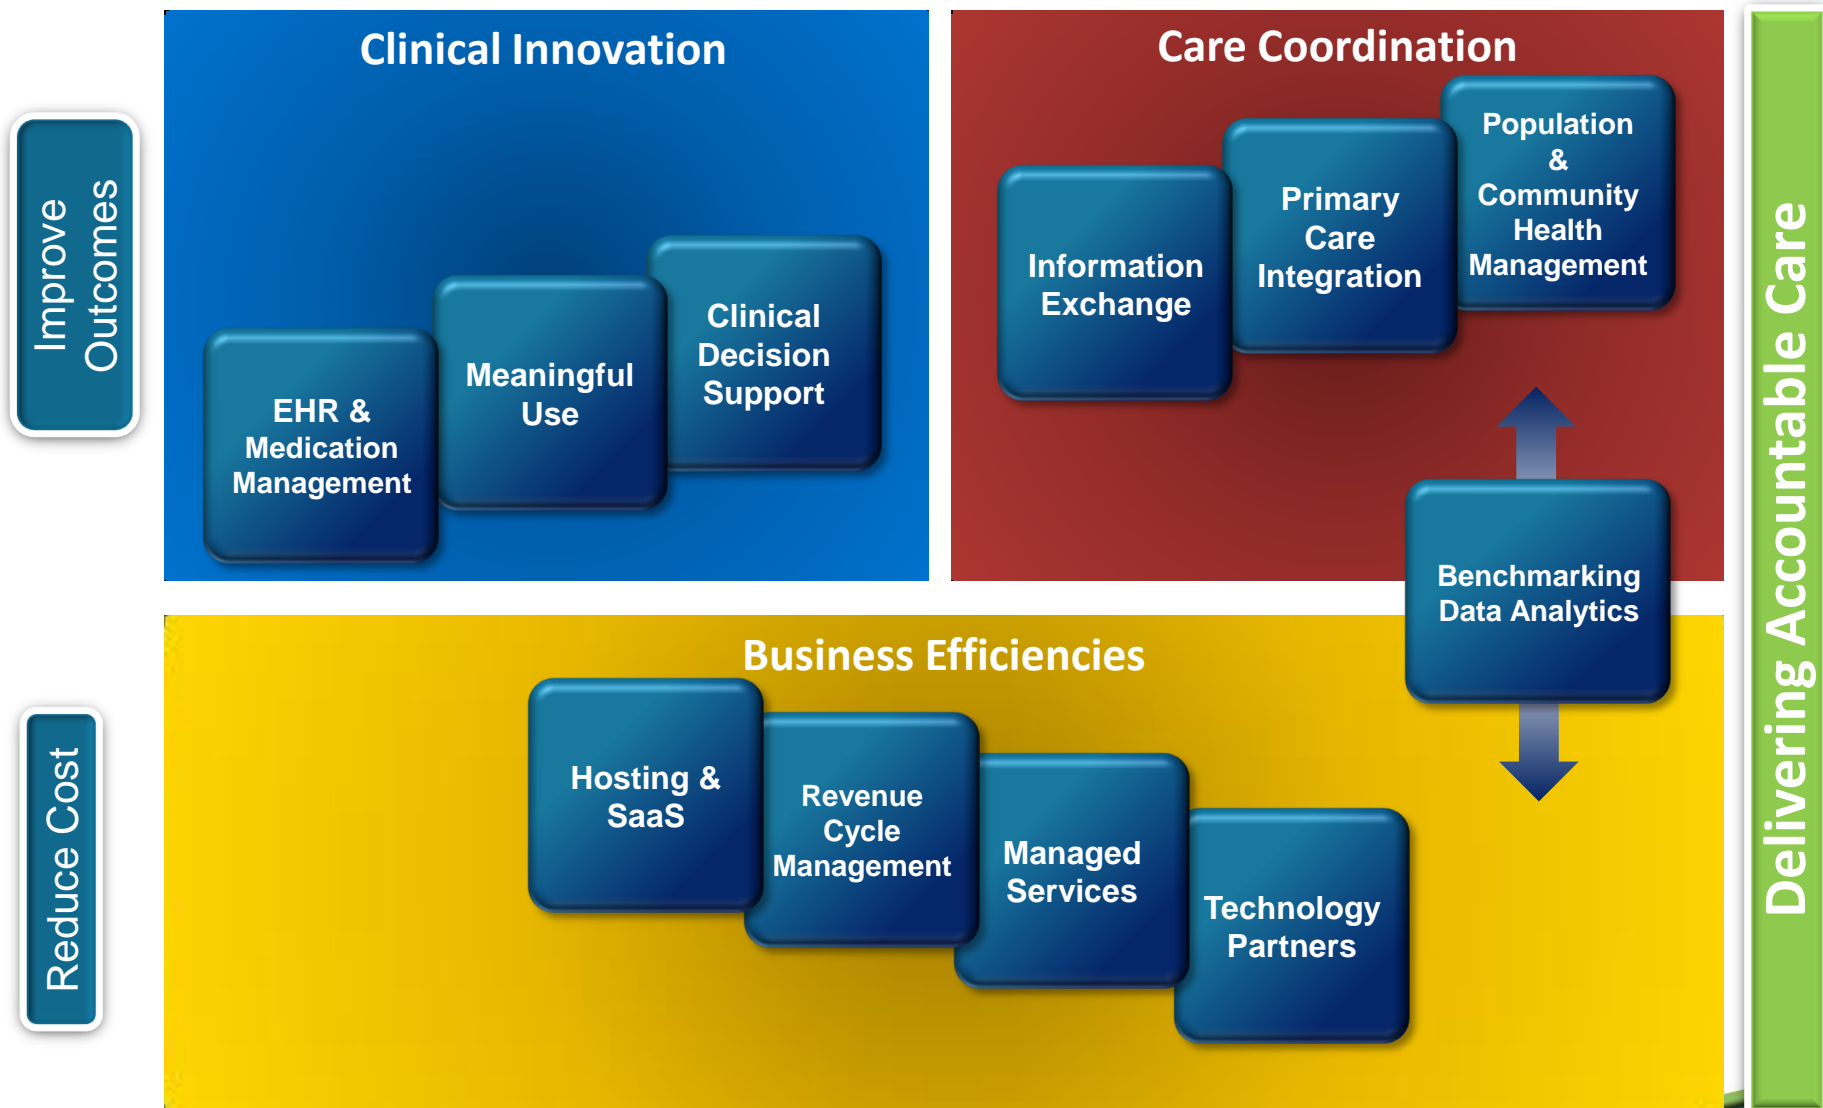 Clinical Innovation
Care Coordination
Improve
Outcomes
EHR &
Medication
Management
Meaningful
Use
Clinical
Decision
Support
Information
Exchange
Primary
Care
Integration
Population
&
Community
Health
Management
Benchmarking
Data Analytics
Business Efficiencies
Reduce Cost
Hosting &
SaaS
Revenue
Cycle
Management
Managed
Services
Technology
Partners
Delivering Accountable Care